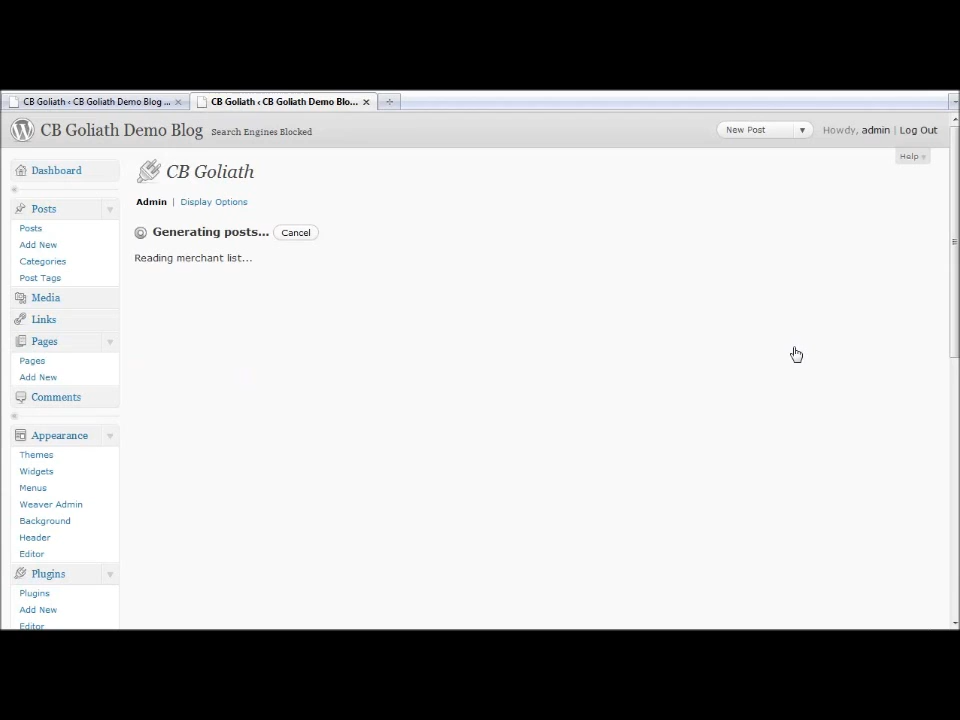 CB Goliath ‹ CB Goliath Demo Blog ...
CB Goliath ‹ CB Goliath Demo Blo...
CB Goliath Demo Blog
Search Engines Blocked
New Post
Howdy, admin | Log Out
Help
Dashboard
CB Goliath
Admin | Display Options
Posts
Posts
Add New
Categories
Post Tags
Generating posts...
Cancel
Reading merchant list...
Media
Links
Pages
Pages
Add New
Comments
Appearance
Themes
Widgets
Menus
Weaver Admin
Background
Header
Editor
Plugins
Plugins
Add New
Editor